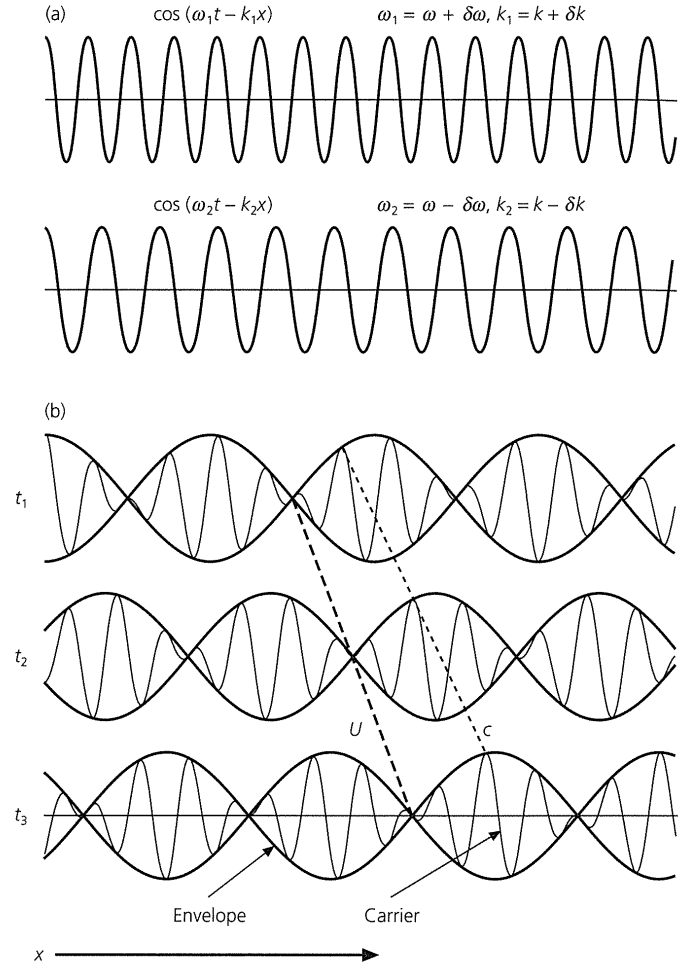 (a) cos (ω₁t − k₁x) ω₁ = ω + δω, k₁ = k + δk
cos (ω₂t − k₂x) ω₂ = ω − δω, k₂ = k − δk
(b)
t₁
t₂
U c
t₃
Envelope Carrier
x